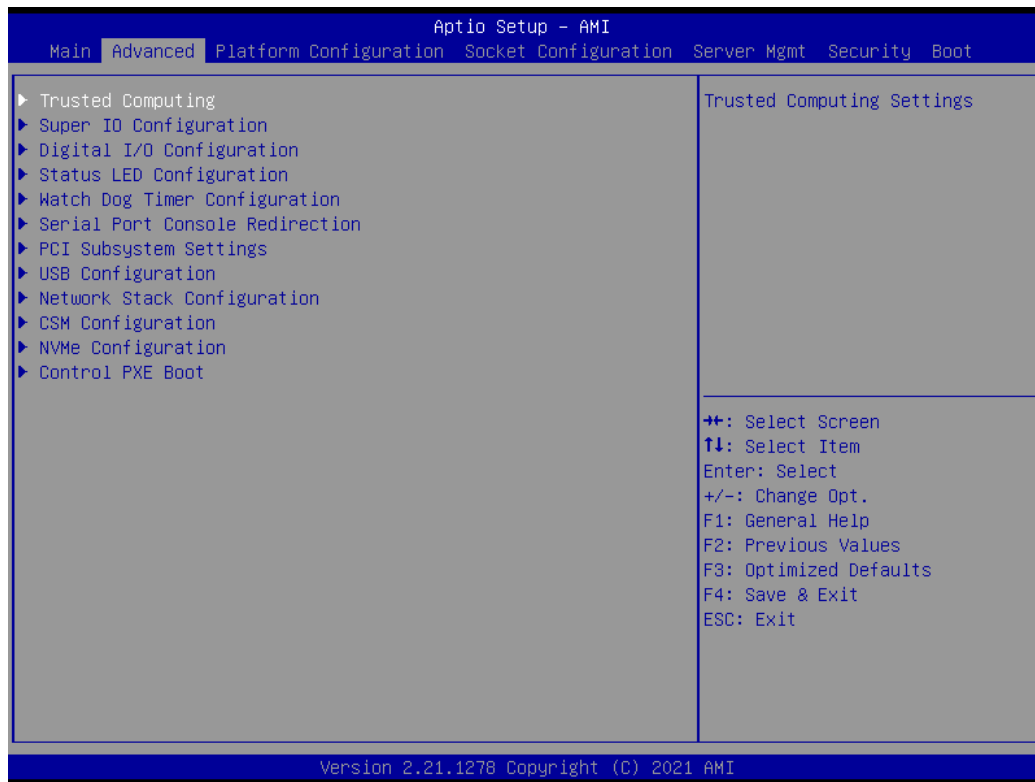 Aptio Setup – AMI
Main Advanced Platform Configuration Socket Configuration Server Mgmt Security Boot
▶ Trusted Computing
▶ Super IO Configuration
▶ Digital I/O Configuration
▶ Status LED Configuration
▶ Watch Dog Timer Configuration
▶ Serial Port Console Redirection
▶ PCI Subsystem Settings
▶ USB Configuration
▶ Network Stack Configuration
▶ CSM Configuration
▶ NVMe Configuration
▶ Control PXE Boot
Trusted Computing Settings
→←: Select Screen
↑↓: Select Item
Enter: Select
+/-: Change Opt.
F1: General Help
F2: Previous Values
F3: Optimized Defaults
F4: Save & Exit
ESC: Exit
Version 2.21.1278 Copyright (C) 2021 AMI